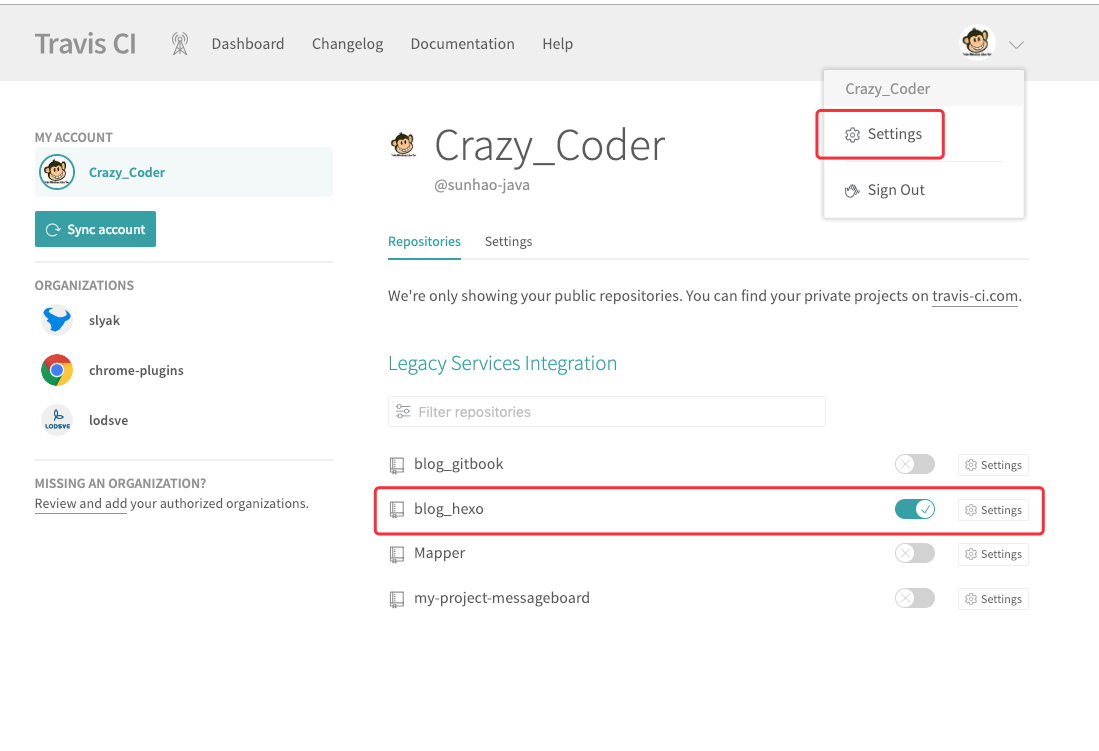 Travis CI
Dashboard
Changelog
Documentation
Help
Crazy_Coder
Settings
Sign Out
MY ACCOUNT
Crazy_Coder
Sync account
ORGANIZATIONS
slyak
chrome-plugins
LODSVE
lodsve
MISSING AN ORGANIZATION?
Review and add your authorized organizations.
Crazy_Coder
@sunhao-java
Repositories
Settings
We're only showing your public repositories. You can find your private projects on travis-ci.com.
Legacy Services Integration
Filter repositories
blog_gitbook
Settings
blog_hexo
Settings
Mapper
Settings
my-project-messageboard
Settings